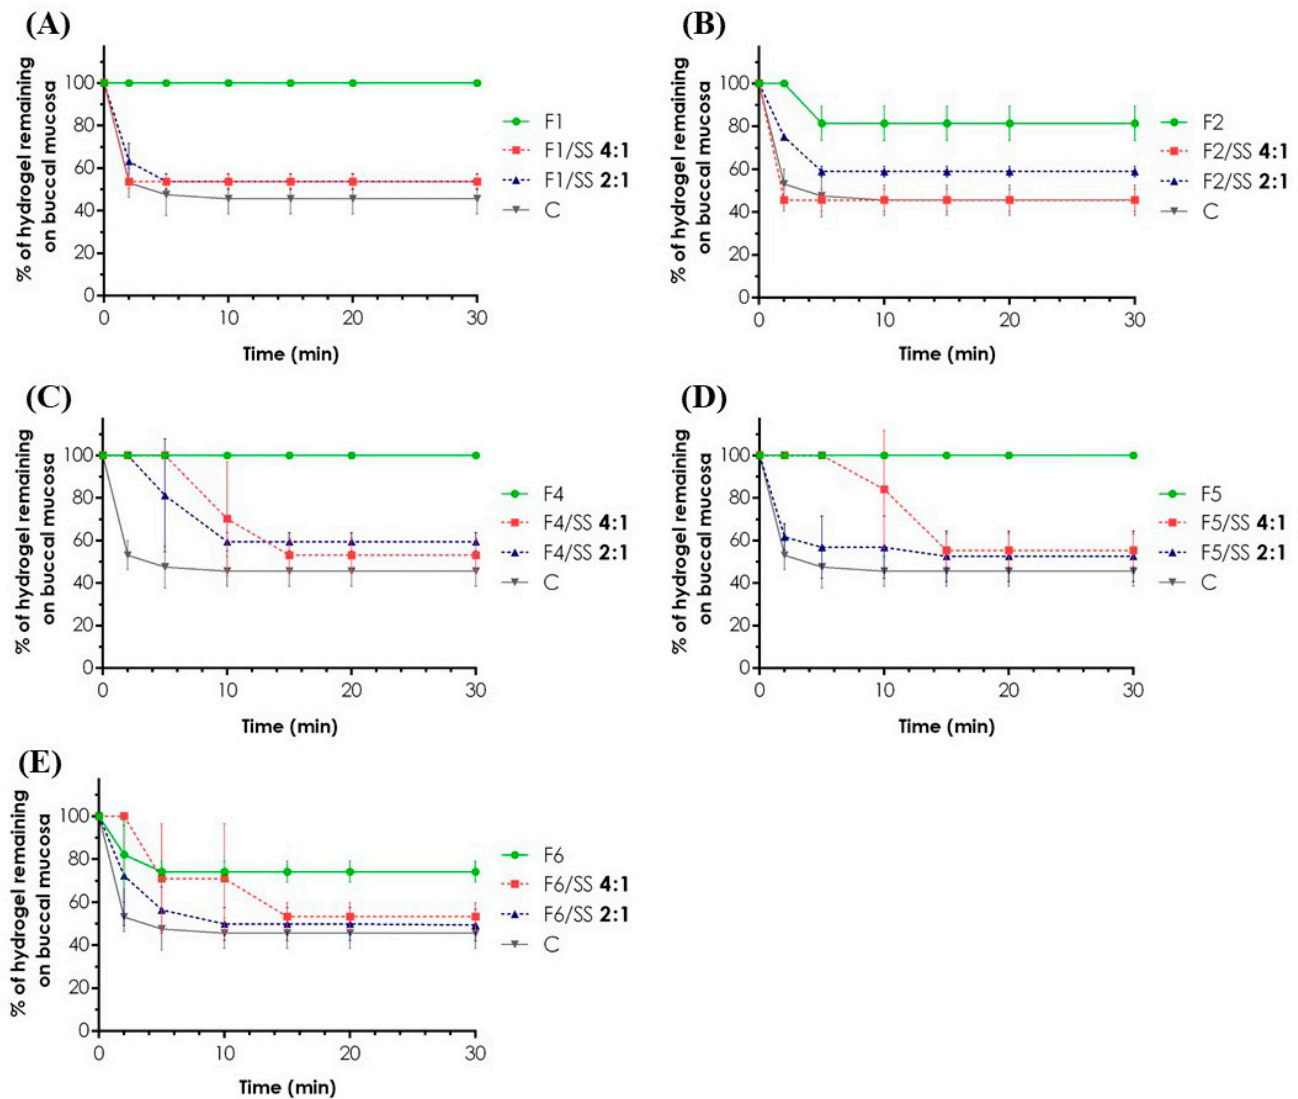 (A)
% of hydrogel remaining
on buccal mucosa
100
80
60
40
20
0
0 10 20 30
Time (min)
F1
F1/SS 4:1
F1/SS 2:1
C
(B)
% of hydrogel remaining
on buccal mucosa
100
80
60
40
20
0
0 10 20 30
Time (min)
F2
F2/SS 4:1
F2/SS 2:1
C
(C)
% of hydrogel remaining
on buccal mucosa
100
80
60
40
20
0
0 10 20 30
Time (min)
F4
F4/SS 4:1
F4/SS 2:1
C
(D)
% of hydrogel remaining
on buccal mucosa
100
80
60
40
20
0
0 10 20 30
Time (min)
F5
F5/SS 4:1
F5/SS 2:1
C
(E)
% of hydrogel remaining
on buccal mucosa
100
80
60
40
20
0
0 10 20 30
Time (min)
F6
F6/SS 4:1
F6/SS 2:1
C